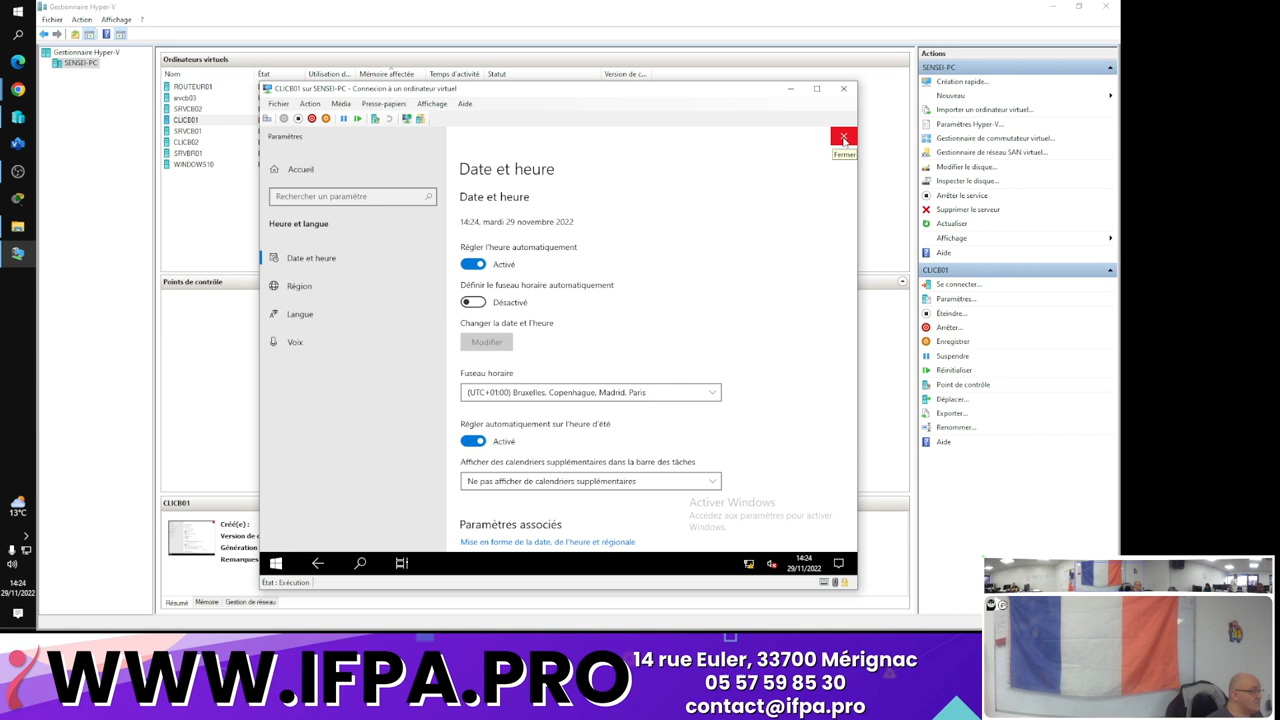 Gestionnaire Hyper-V
Fichier Action Affichage ?
Gestionnaire Hyper-V
SENSEI-PC
Ordinateurs virtuels
Nom État Utilisation d... Mémoire affectée Temps d'activité Statut Version de c...
ROUTEUR01
srvcb03
SRVCB02
CLICB01
SRVCB01
CLICB02
SRVBR01
WINDOWS10
Points de contrôle
CLICB01
Créé(e) :
Version de c
Génération
Remarques
Résumé Mémoire Gestion de réseau
CLICB01 sur SENSEI-PC - Connexion à un ordinateur virtuel
Fichier Action Média Presse-papiers Affichage Aide
Paramètres
Fermer
Accueil
Rechercher un paramètre
Heure et langue
Date et heure
Région
Langue
Voix
Date et heure
Date et heure
14:24, mardi 29 novembre 2022
Régler l'heure automatiquement
Activé
Définir le fuseau horaire automatiquement
Désactivé
Changer la date et l'heure
Modifier
Fuseau horaire
(UTC+01:00) Bruxelles, Copenhague, Madrid, Paris
Régler automatiquement sur l'heure d'été
Activé
Afficher des calendriers supplémentaires dans la barre des tâches
Ne pas afficher de calendriers supplémentaires
Paramètres associés
Mise en forme de la date, de l'heure et régionale
Activer Windows
Accédez aux paramètres pour activer
Windows.
14:24
29/11/2022
État : Exécution
Actions
SENSEI-PC
Création rapide...
Nouveau
Importer un ordinateur virtuel...
Paramètres Hyper-V...
Gestionnaire de commutateur virtuel...
Gestionnaire de réseau SAN virtuel...
Modifier le disque...
Inspecter le disque...
Arrêter le service
Supprimer le serveur
Actualiser
Affichage
Aide
CLICB01
Se connecter...
Paramètres...
Éteindre...
Arrêter...
Enregistrer
Suspendre
Réinitialiser
Point de contrôle
Déplacer...
Exporter...
Renommer...
Aide
13°C
14:24
29/11/2022
WWW.IFPA.PRO
14 rue Euler, 33700 Mérignac
05 57 59 85 30
contact@ifpa.pro